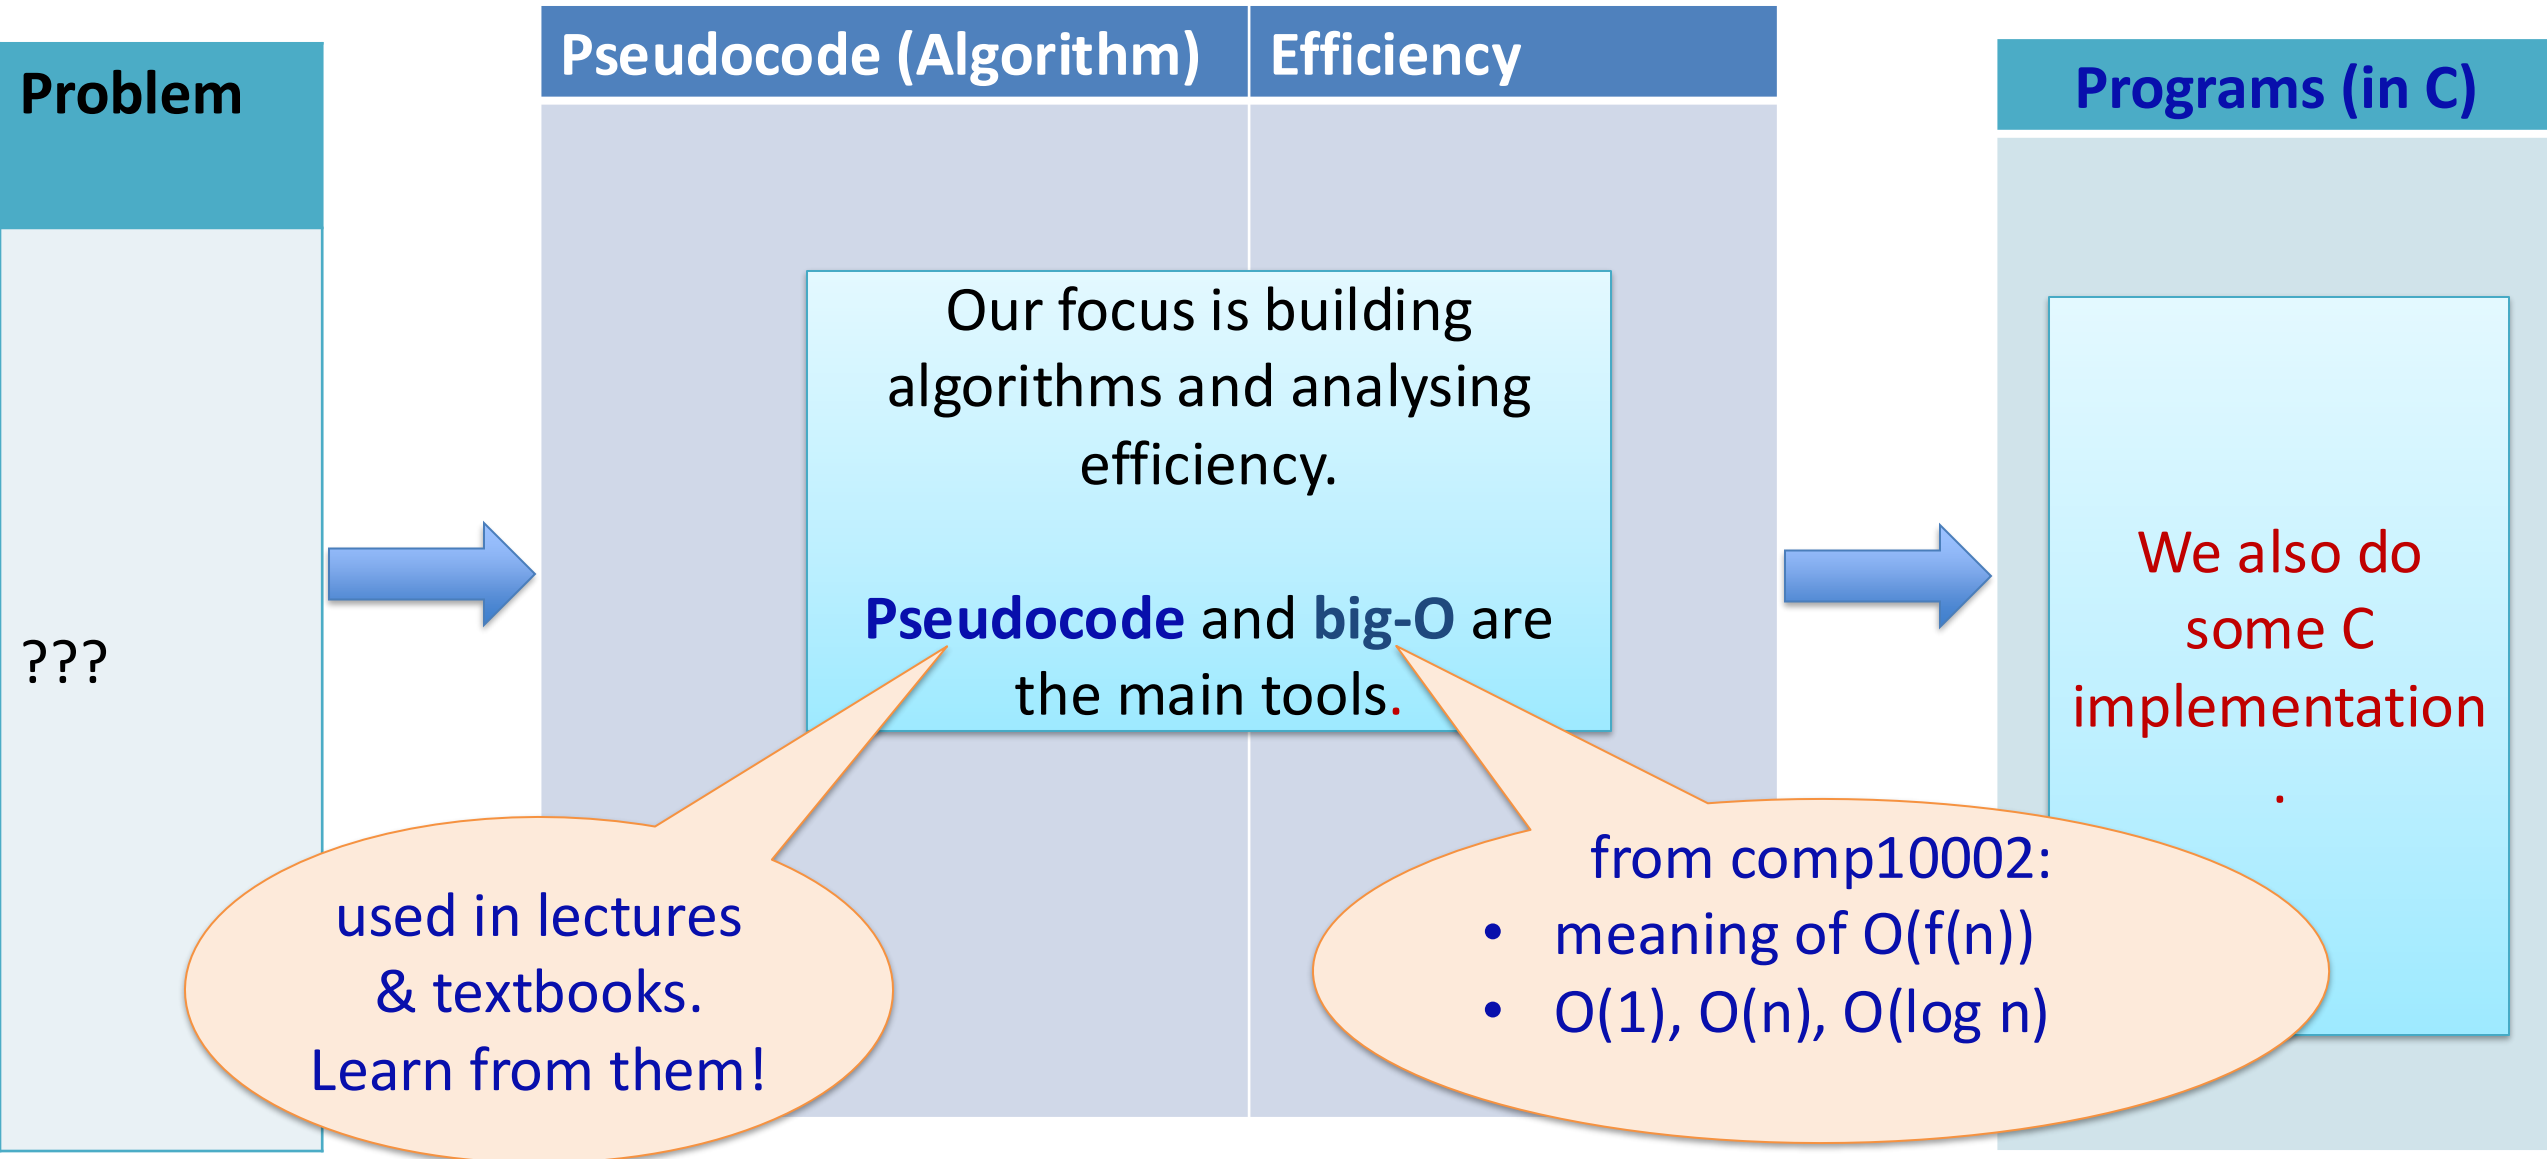 Problem
???
Pseudocode (Algorithm)
Efficiency
Our focus is building
algorithms and analysing
efficiency.
Pseudocode and big-O are
the main tools.
used in lectures
& textbooks.
Learn from them!
from comp10002:
• meaning of O(f(n))
• O(1), O(n), O(log n)
Programs (in C)
We also do
some C
implementation
.